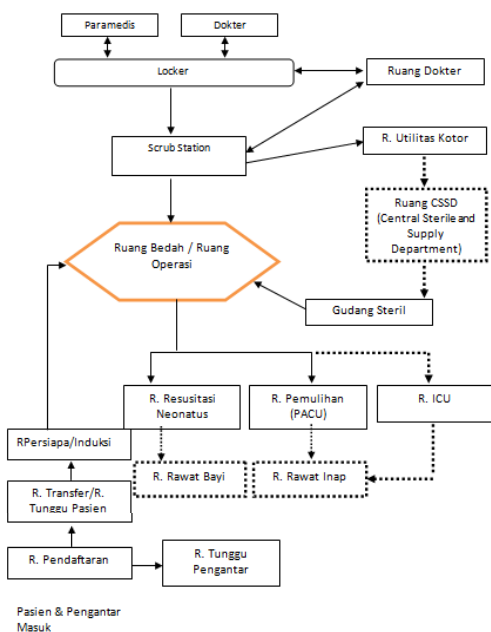 Paramedis
Dokter
Locker
Ruang Dokter
Scrub Station
R. Utilitas Kotor
Ruang CSSD
(Central Sterile and
Supply
Department)
Ruang Bedah / Ruang
Operasi
Gudang Steril
R. Resusitasi
Neonatus
R. Pemulihan
(PACU)
R. ICU
RPersiapa/Induksi
R. Rawat Bayi
R. Rawat Inap
R. Transfer/R.
Tunggu Pasien
R. Pendaftaran
R. Tunggu
Pengantar
Pasien & Pengantar
Masuk